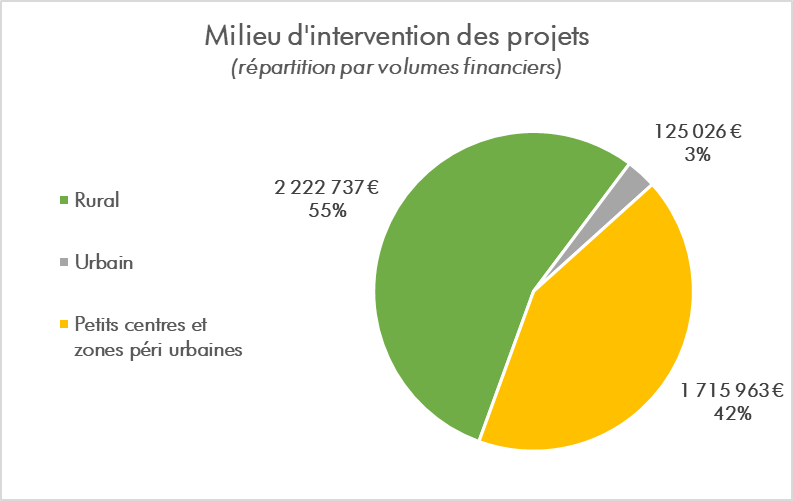 Milieu d'intervention des projets
(répartition par volumes financiers)
125 026 €
3%
2 222 737 €
55%
Rural
Urbain
Petits centres et
zones péri urbaines
1 715 963 €
42%